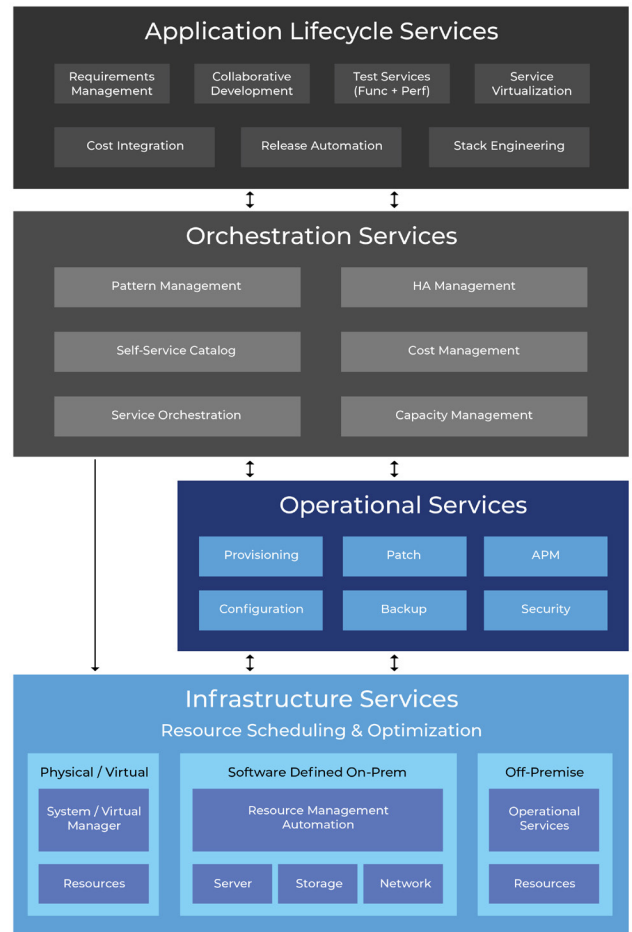 Application Lifecycle Services
Requirements
Management
Collaborative
Development
Test Services
(Func + Perf)
Service
Virtualization
Cost Integration
Release Automation
Stack Engineering
Orchestration Services
Pattern Management
HA Management
Self-Service Catalog
Cost Management
Service Orchestration
Capacity Management
Operational Services
Provisioning
Patch
APM
Configuration
Backup
Security
Infrastructure Services
Resource Scheduling & Optimization
Physical / Virtual
System / Virtual
Manager
Resources
Software Defined On-Prem
Resource Management
Automation
Server
Storage
Network
Off-Premise
Operational
Services
Resources